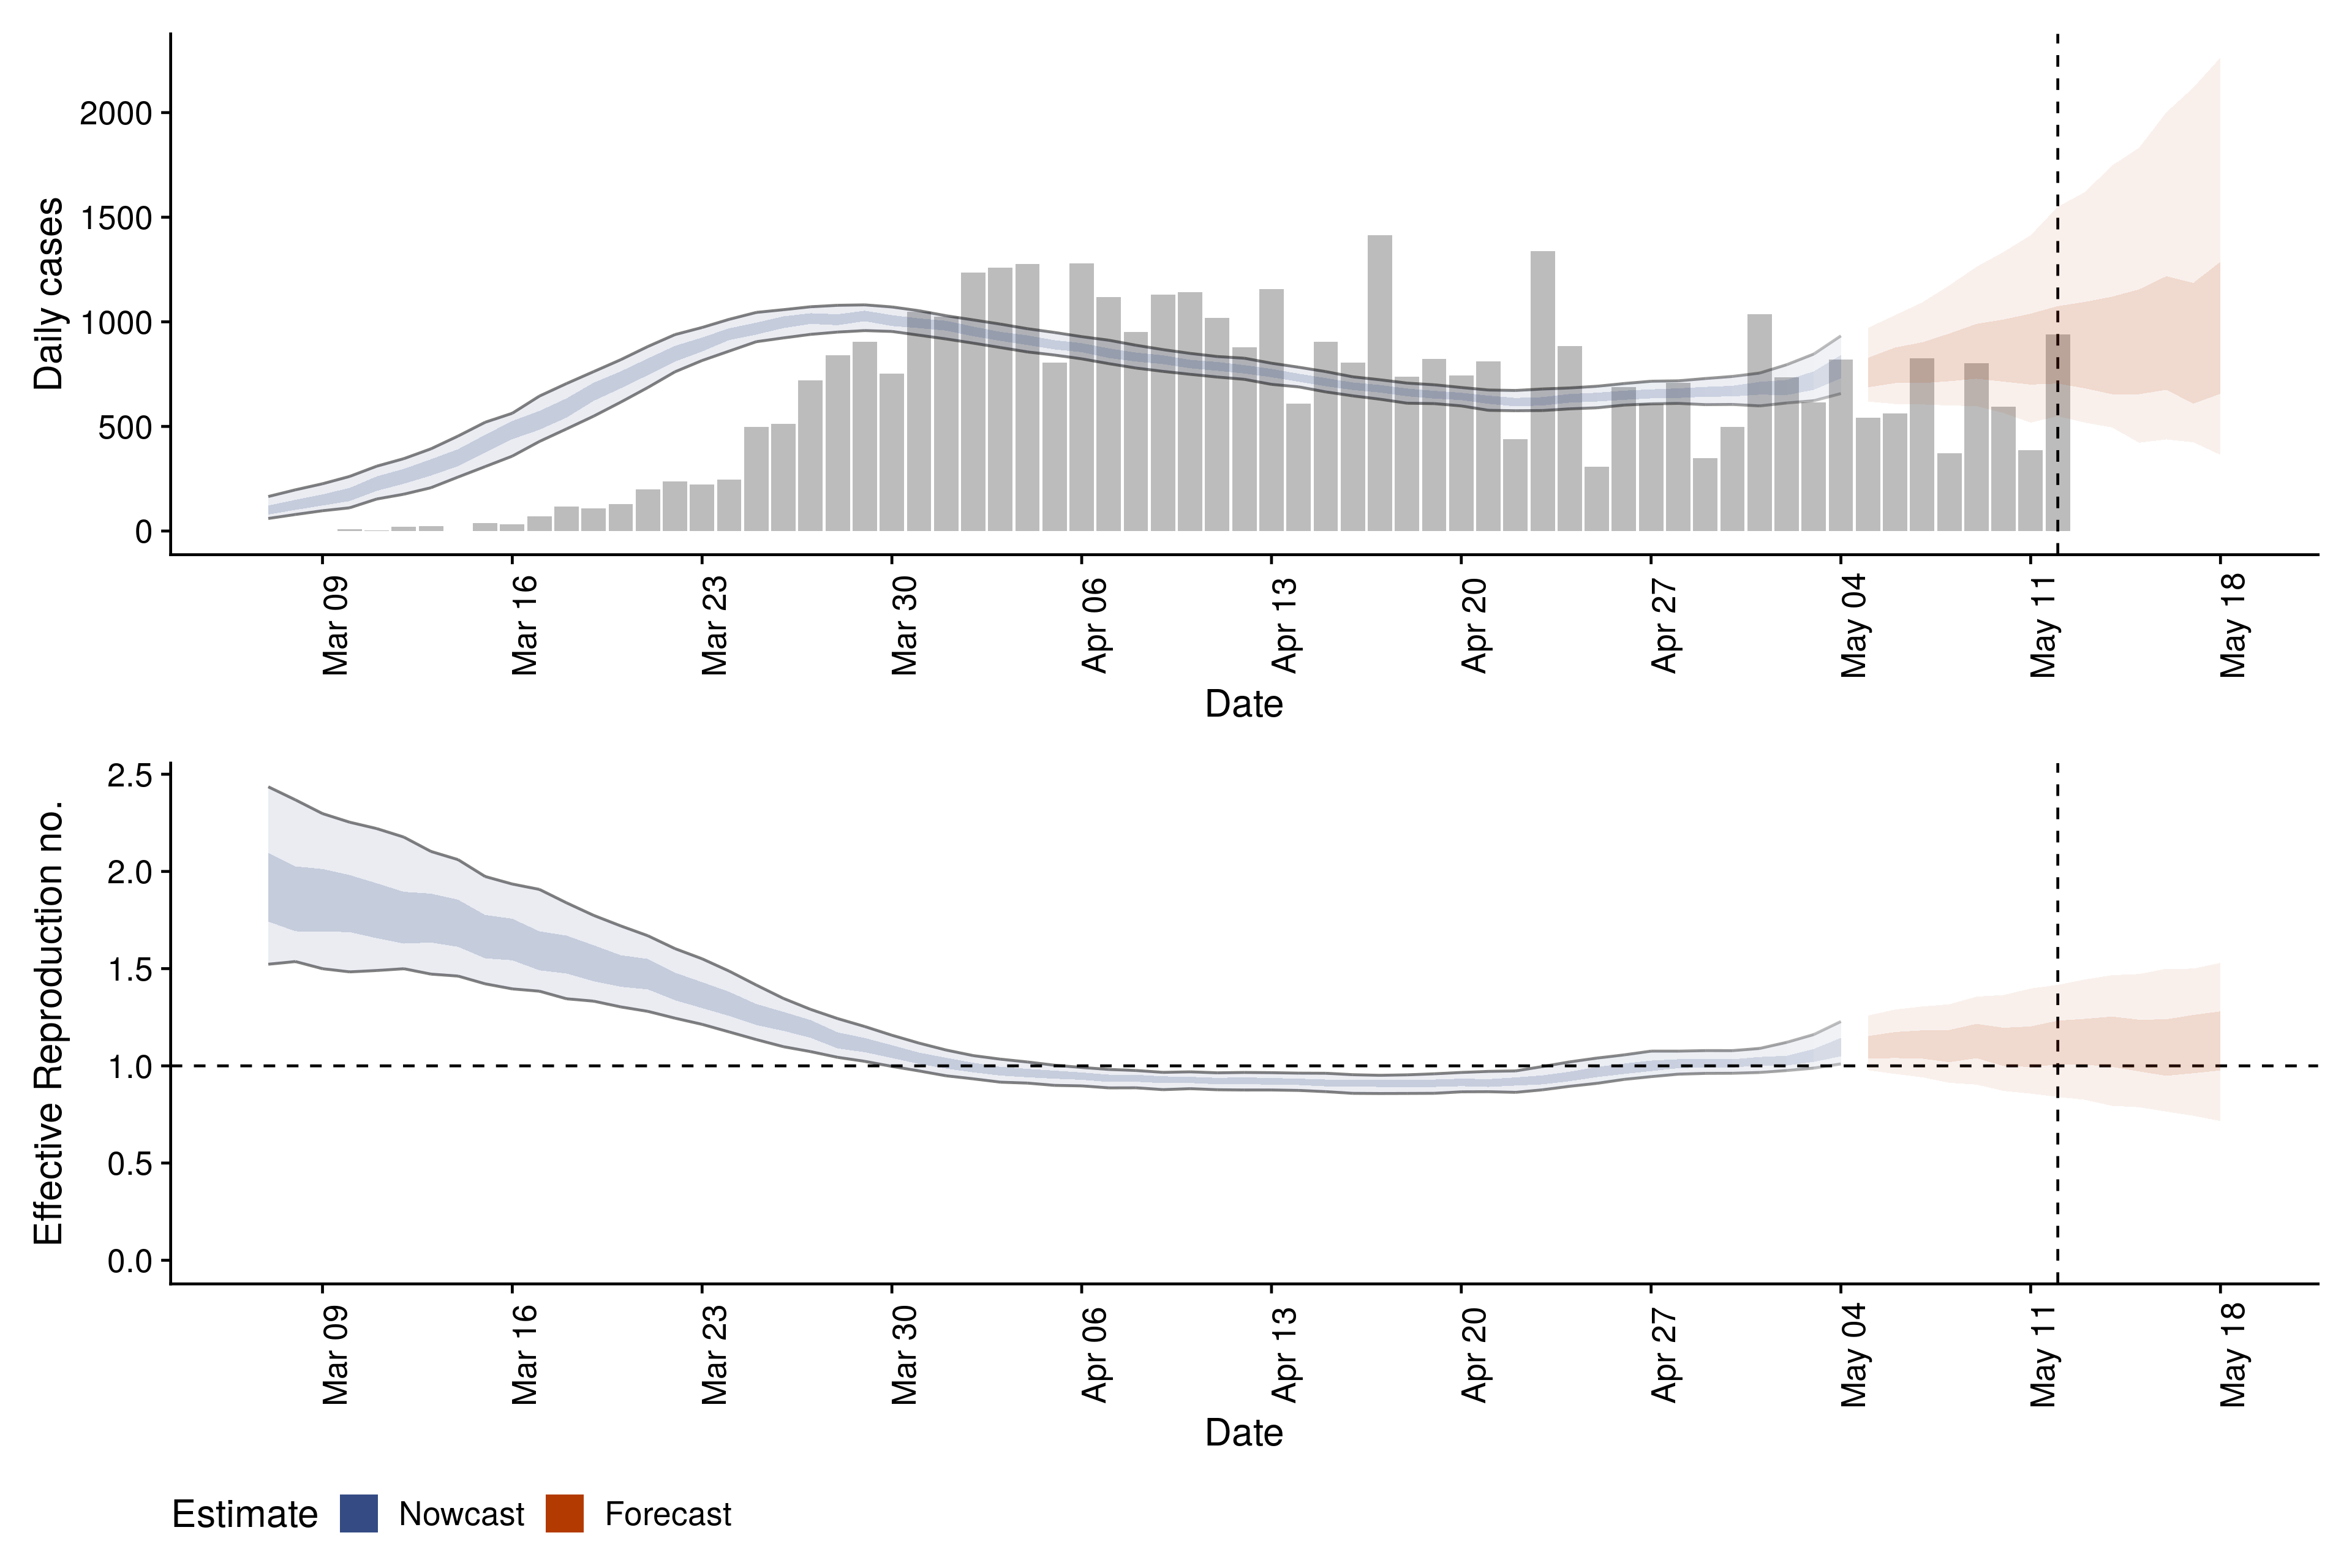 Daily cases
2000
1500
1000
500
0
Mar 09
Mar 16
Mar 23
Mar 30
Apr 06
Apr 13
Apr 20
Apr 27
May 04
May 11
May 18
Date
Effective Reproduction no.
2.5
2.0
1.5
1.0
0.5
0.0
Mar 09
Mar 16
Mar 23
Mar 30
Apr 06
Apr 13
Apr 20
Apr 27
May 04
May 11
May 18
Date
Estimate Nowcast Forecast